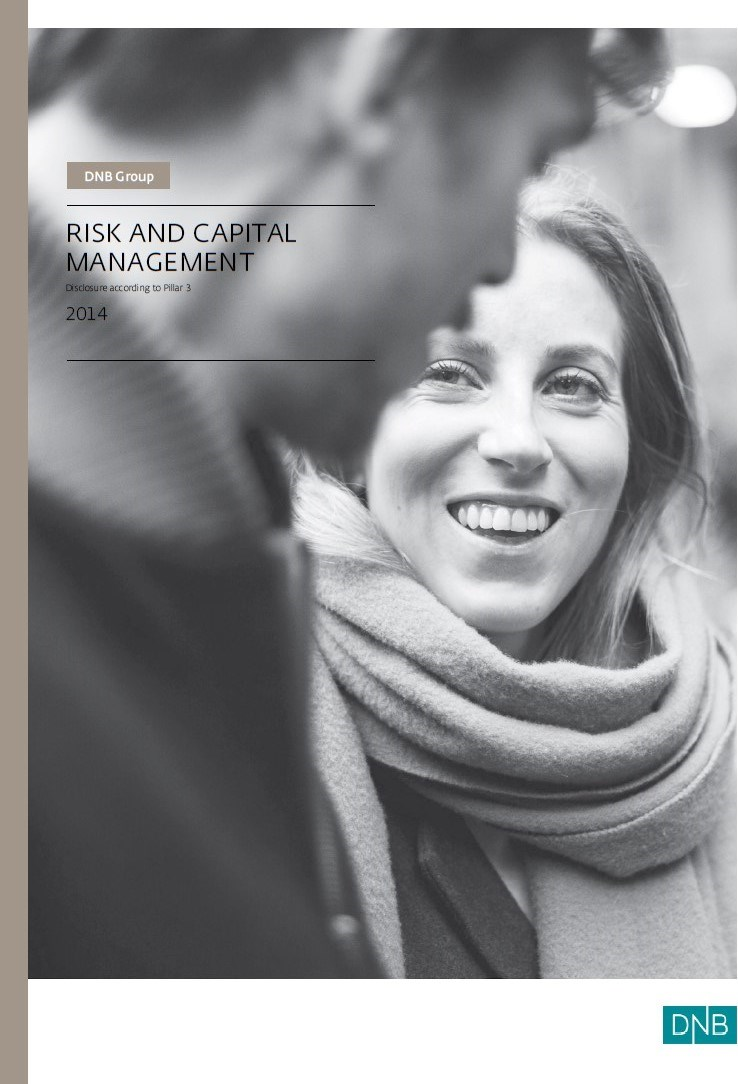 DNB Group
RISK AND CAPITAL
MANAGEMENT
Disclosure according to Pillar 3
2014
DNB